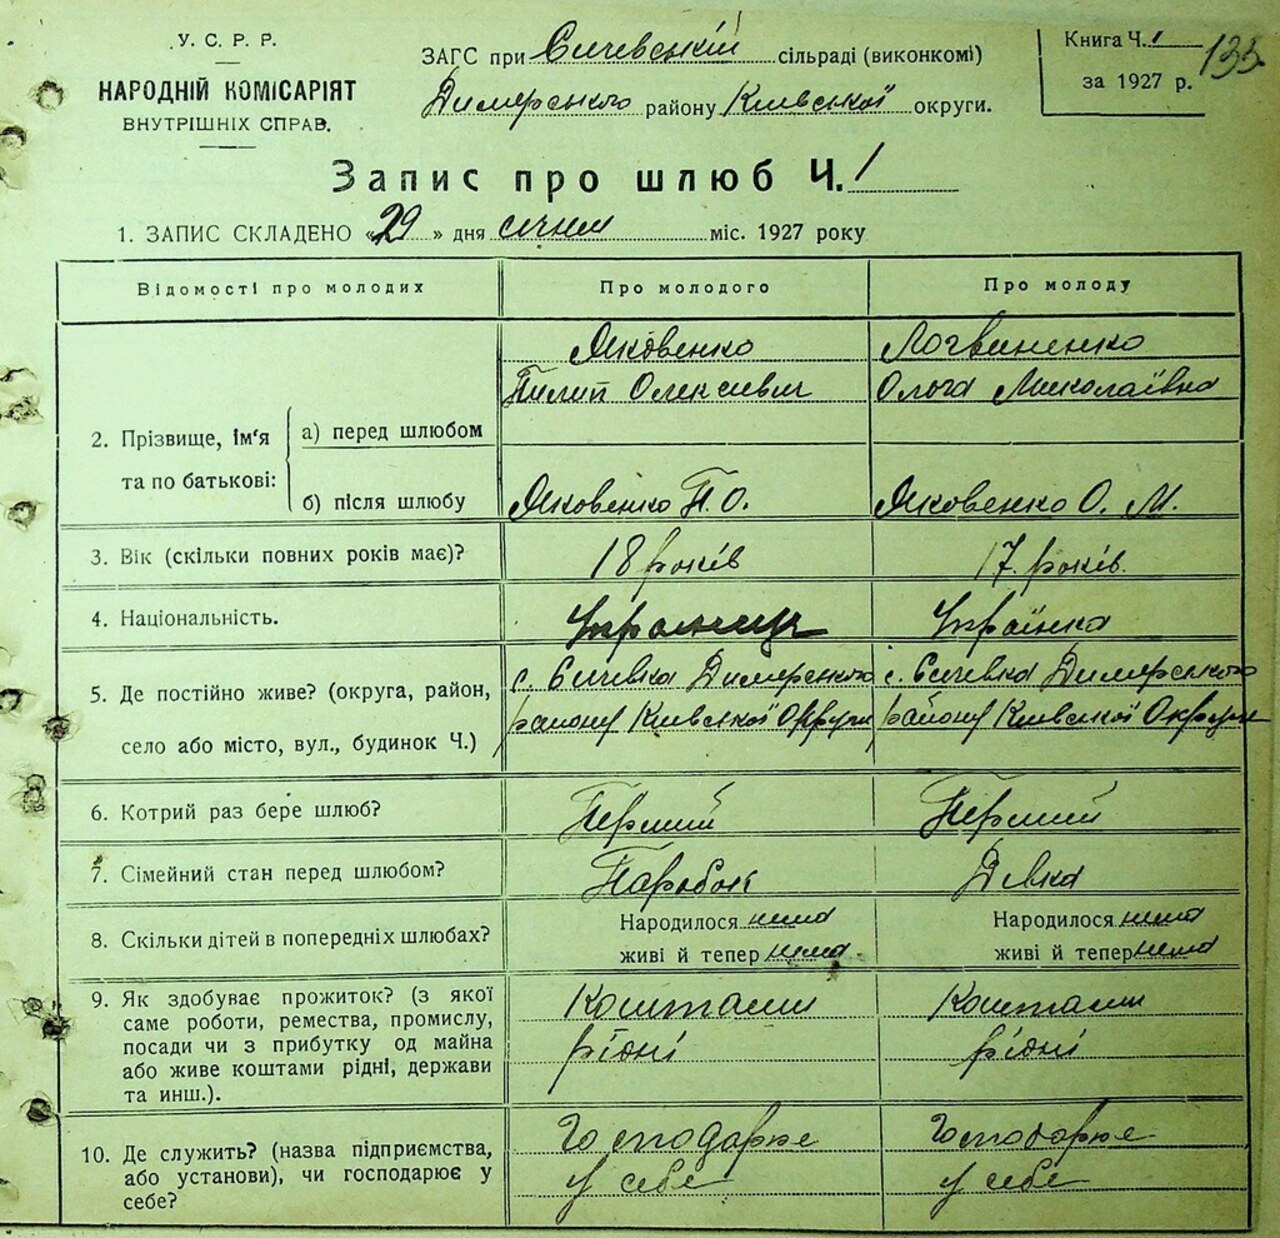 У. С. Р. Р.
НАРОДНІЙ КОМІСАРІЯТ
ВНУТРІШНІХ СПРАВ.
ЗАГС при Сичевській сільраді (виконкомі)
Димерського району Київської округи.
Книга Ч. 1
за 1927 р.
133
Запис про шлюб Ч. 1
1. ЗАПИС СКЛАДЕНО «29» дня січня міс. 1927 року
Відомості про молодих
Про молодого
Про молоду
2. Прізвище, ім'я та по батькові:
а) перед шлюбом
Яковенко
Пилип Олексивич
Логвиненко
Ольга Миколаївна
б) після шлюбу
Яковенко П. О.
Яковенко О. М.
3. Вік (скільки повних років має)?
18 років
17. років.
4. Національність.
Українец
Українка
5. Де постійно живе? (округа, район,
село або місто, вул., будинок Ч.)
с. Сичевка Димерського
району Київської Округи
с. Сичевка Димерського
району Київської Округи
6. Котрий раз бере шлюб?
Перший
Перший
7. Сімейний стан перед шлюбом?
Паробок
Дівка
8. Скільки дітей в попередніх шлюбах?
Народилося нема
живі й тепер нема
Народилося нема
живі й тепер нема
9. Як здобуває прожиток? (з якої
саме роботи, ремества, промислу,
посади чи з прибутку од майна
або живе коштами рідні, держави
та инш.).
Коштами
рідні
Коштами
рідні
10. Де служить? (назва підприємства,
або установи), чи господарює у
себе?
Господарює
у себе
Господарює
у себе